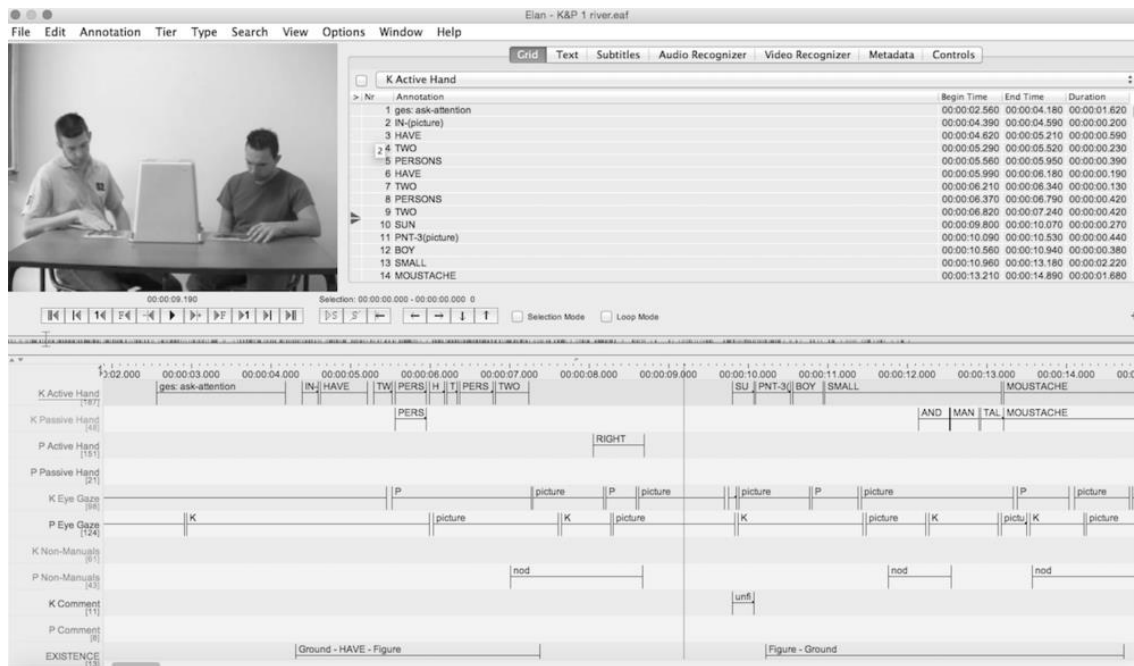 Elan - K&P 1 river.eaf
File Edit Annotation Tier Type Search View Options Window Help
Grid Text Subtitles Audio Recognizer Video Recognizer Metadata Controls
K Active Hand
> Nr Annotation Begin Time End Time Duration
1 ges: ask-attention 00:00:02.560 00:00:04.180 00:00:01.620
2 IN-(picture) 00:00:04.390 00:00:04.590 00:00:00.200
3 HAVE 00:00:04.620 00:00:05.210 00:00:00.590
2 4 TWO 00:00:05.290 00:00:05.520 00:00:00.230
5 PERSONS 00:00:05.560 00:00:05.950 00:00:00.390
6 HAVE 00:00:05.990 00:00:06.180 00:00:00.190
7 TWO 00:00:06.210 00:00:06.340 00:00:00.130
8 PERSONS 00:00:06.370 00:00:06.790 00:00:00.420
9 TWO 00:00:06.820 00:00:07.240 00:00:00.420
10 SUN 00:00:09.800 00:00:10.070 00:00:00.270
11 PNT-3(picture) 00:00:10.090 00:00:10.530 00:00:00.440
12 BOY 00:00:10.560 00:00:10.940 00:00:00.380
13 SMALL 00:00:10.960 00:00:13.180 00:00:02.220
14 MOUSTACHE 00:00:13.210 00:00:14.890 00:00:01.680
00:00:09.190 Selection: 00:00:00.000 - 00:00:00.000 0
Selection Mode Loop Mode
0:02.000 00:00:03.000 00:00:04.000 00:00:05.000 00:00:06.000 00:00:07.000 00:00:08.000 00:00:09.000 00:00:10.000 00:00:11.000 00:00:12.000 00:00:13.000 00:00:14.000 00:0
K Active Hand ges: ask-attention IN- HAVE TW PERS H T PERS TWO SU PNT-3( BOY SMALL MOUSTACHE
[187]
K Passive Hand PERS AND MAN TAL MOUSTACHE
[48]
P Active Hand RIGHT
[151]
P Passive Hand
[21]
K Eye Gaze P picture P picture picture P picture P picture
[98]
P Eye Gaze K picture K picture K picture K pictu K picture
[124]
K Non-Manuals
[61]
P Non-Manuals nod nod nod
[43]
K Comment unfi
[11]
P Comment
[8]
EXISTENCE Ground - HAVE - Figure Figure - Ground
[13]